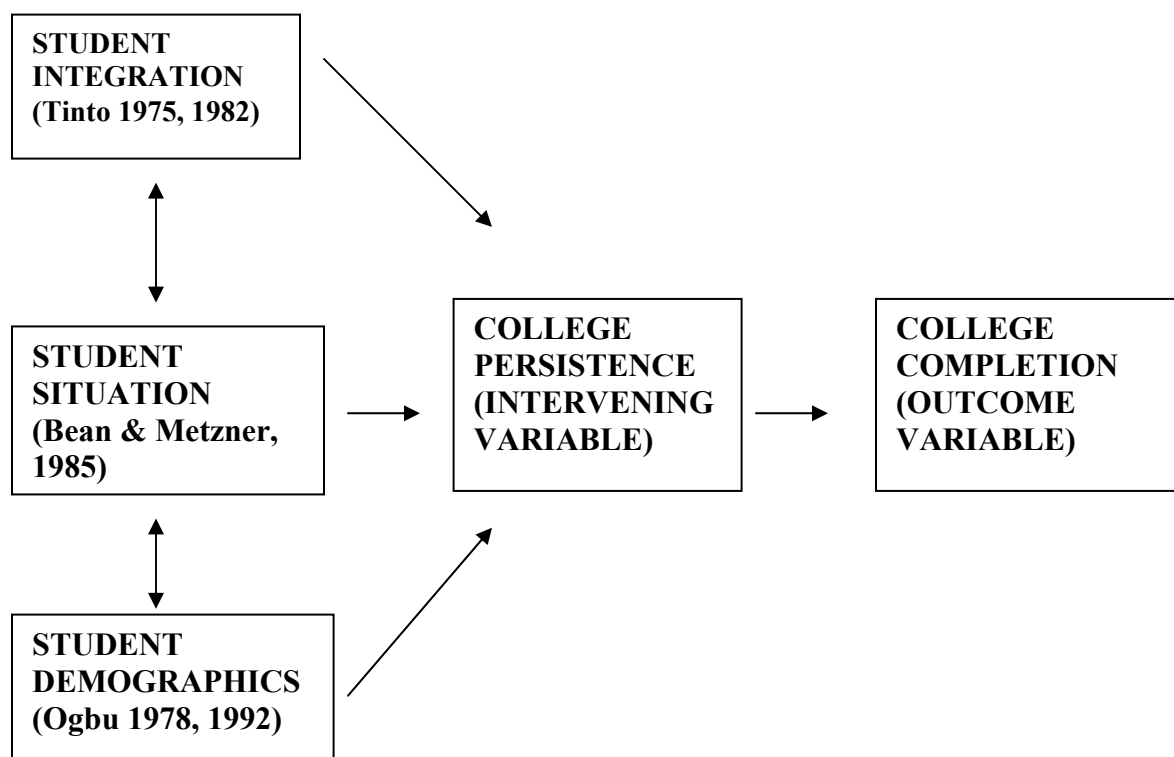 STUDENT
INTEGRATION
(Tinto 1975, 1982)
STUDENT
SITUATION
(Bean & Metzner,
1985)
STUDENT
DEMOGRAPHICS
(Ogbu 1978, 1992)
COLLEGE
PERSISTENCE
(INTERVENING
VARIABLE)
COLLEGE
COMPLETION
(OUTCOME
VARIABLE)